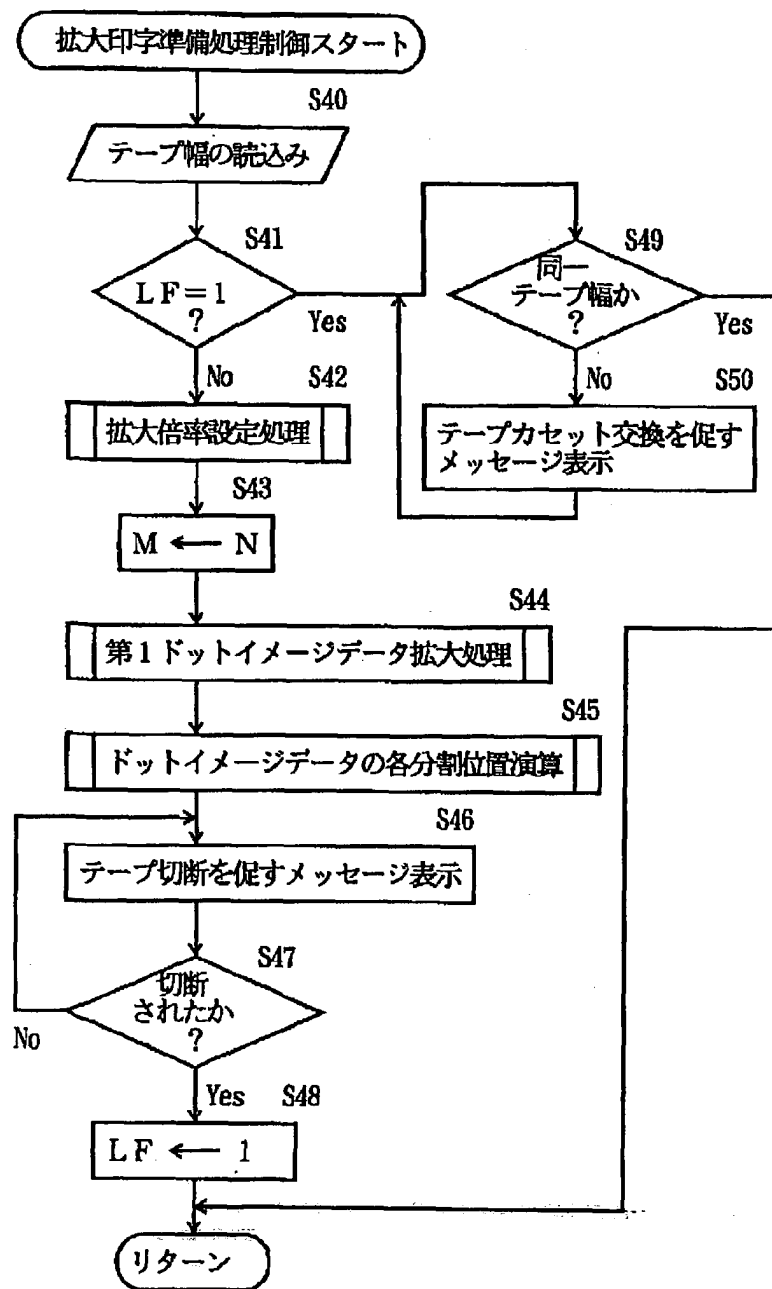 拡大印字準備処理制御スタート
S40
テープ幅の読込み
S41
LF=1
?
Yes
No
S49
同一
テープ幅か
?
Yes
No
S50
テープカセット交換を促す
メッセージ表示
S42
拡大倍率設定処理
S43
M ← N
S44
第1ドットイメージデータ拡大処理
S45
ドットイメージデータの各分割位置演算
S46
テープ切断を促すメッセージ表示
S47
切断
されたか
?
No
Yes
S48
LF ← 1
リターン